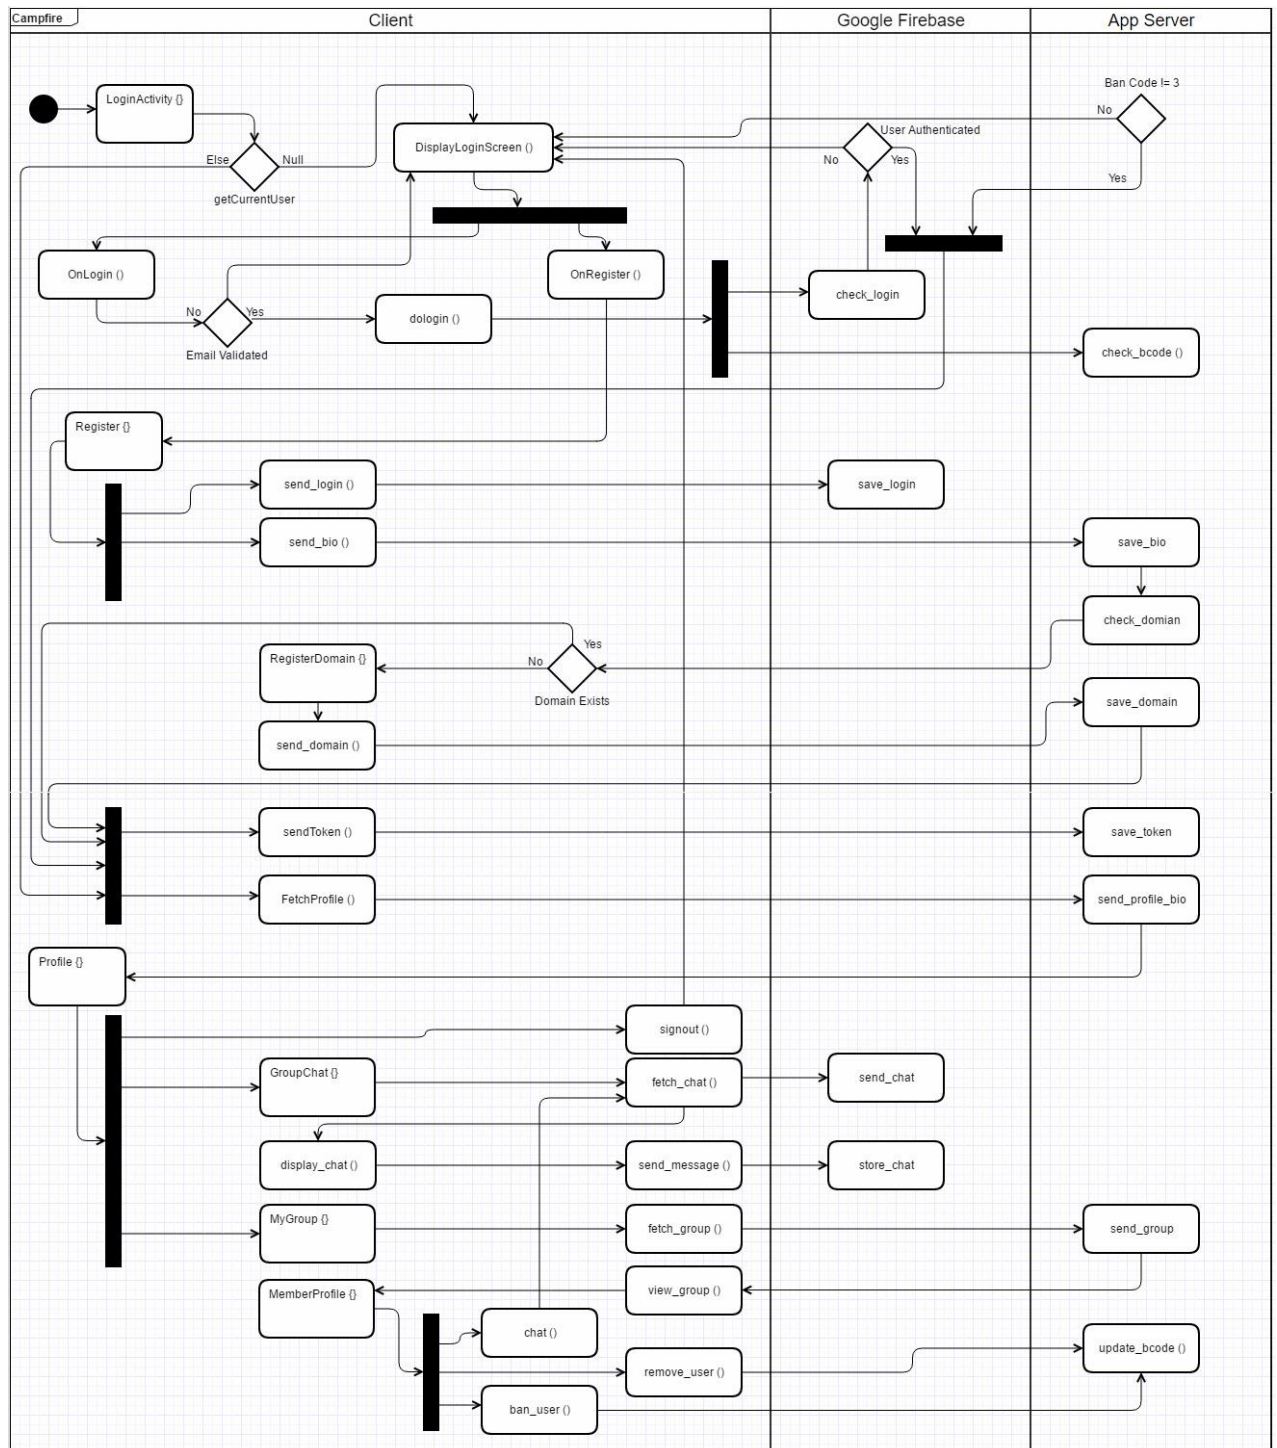 Campfire
Client
Google Firebase
App Server
LoginActivity {}
Ban Code != 3
No
Yes
Else
Null
getCurrentUser
DisplayLoginScreen ()
User Authenticated
No
Yes
OnLogin ()
OnRegister ()
No
Yes
Email Validated
dologin ()
check_login
check_bcode ()
Register {}
send_login ()
save_login
send_bio ()
save_bio
check_domian
Yes
No
Domain Exists
RegisterDomain {}
save_domain
send_domain ()
sendToken ()
save_token
FetchProfile ()
send_profile_bio
Profile {}
signout ()
GroupChat {}
fetch_chat ()
send_chat
display_chat ()
send_message ()
store_chat
MyGroup {}
fetch_group ()
send_group
MemberProfile {}
view_group ()
chat ()
update_bcode ()
remove_user ()
ban_user ()